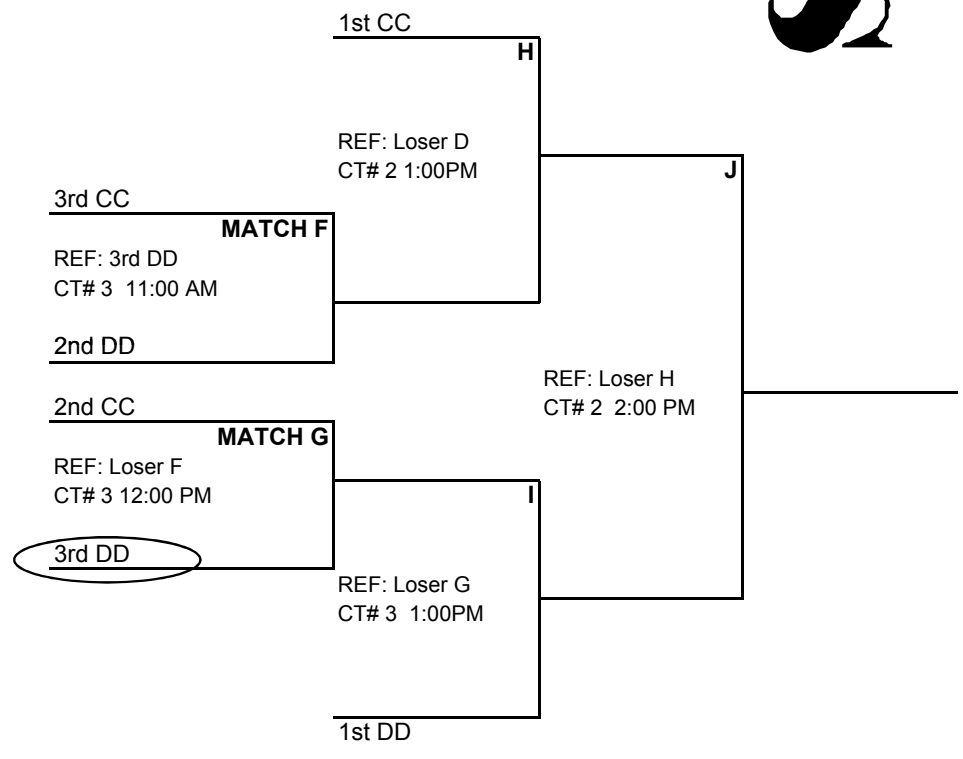 1st CC
H
REF: Loser D
CT# 2 1:00PM
J
3rd CC
MATCH F
REF: 3rd DD
CT# 3  11:00 AM
2nd DD
REF: Loser H
CT# 2  2:00 PM
2nd CC
MATCH G
REF: Loser F
CT# 3 12:00 PM
I
3rd DD
REF: Loser G
CT# 3  1:00PM
1st DD